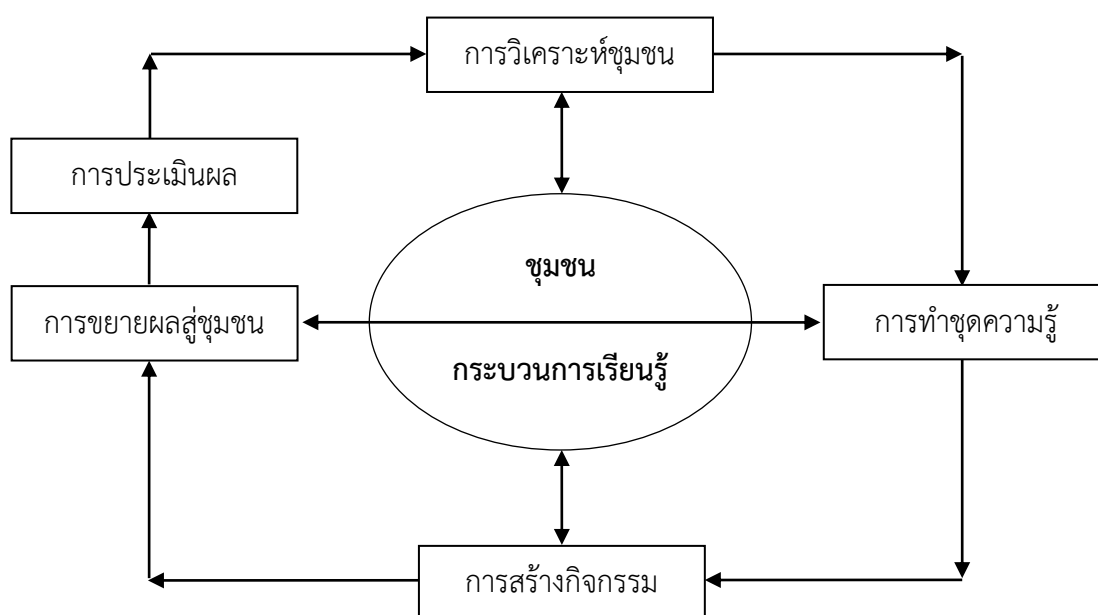 การวิเคราะห์ชุมชน
การประเมินผล
ชุมชน
การขยายผลสู่ชุมชน
การทำชุดความรู้
กระบวนการเรียนรู้
การสร้างกิจกรรม